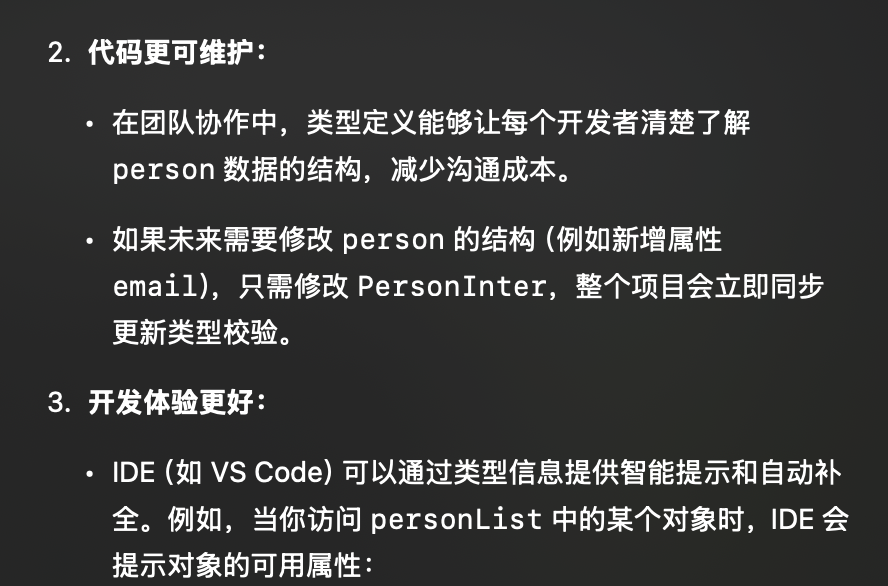 2. 代码更可维护：
• 在团队协作中，类型定义能够让每个开发者清楚了解
person 数据的结构，减少沟通成本。
• 如果未来需要修改 person 的结构 (例如新增属性
email)，只需修改 PersonInter，整个项目会立即同步
更新类型校验。
3. 开发体验更好：
• IDE (如 VS Code) 可以通过类型信息提供智能提示和自动补
全。例如，当你访问 personList 中的某个对象时，IDE 会
提示对象的可用属性：